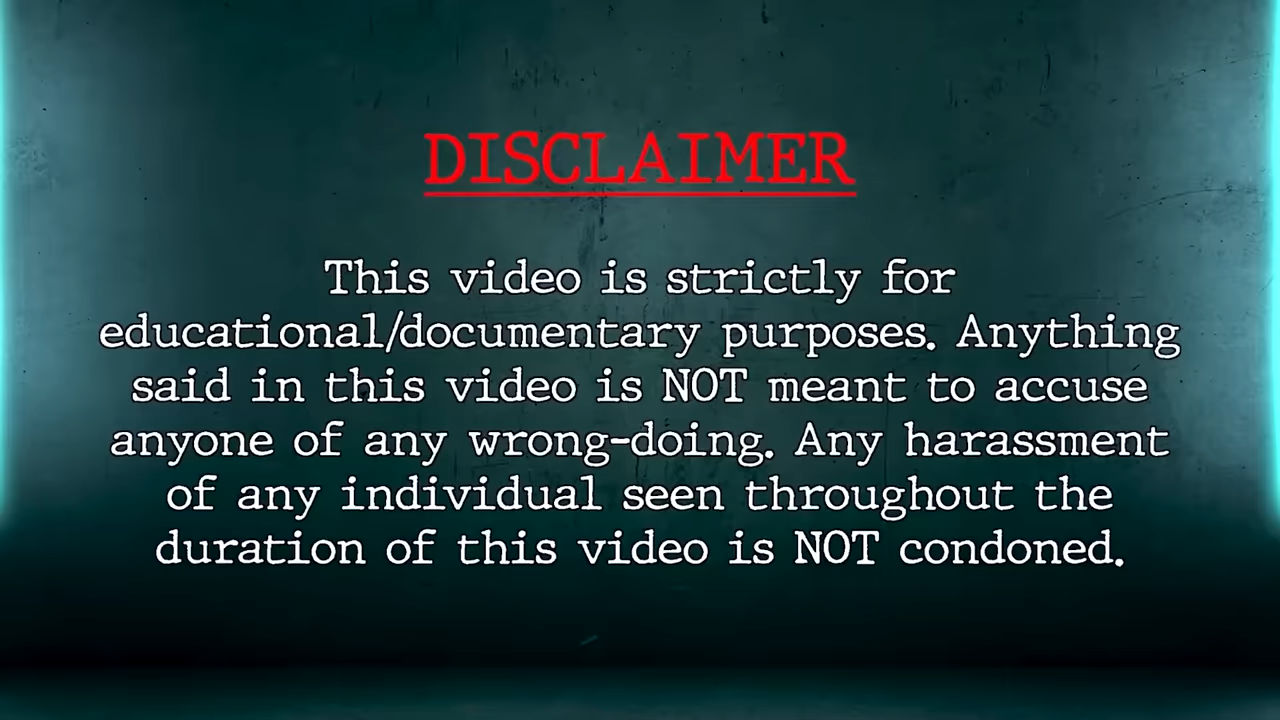 DISCLAIMER
This video is strictly for
educational/documentary purposes. Anything
said in this video is NOT meant to accuse
anyone of any wrong-doing. Any harassment
of any individual seen throughout the
duration of this video is NOT condoned.